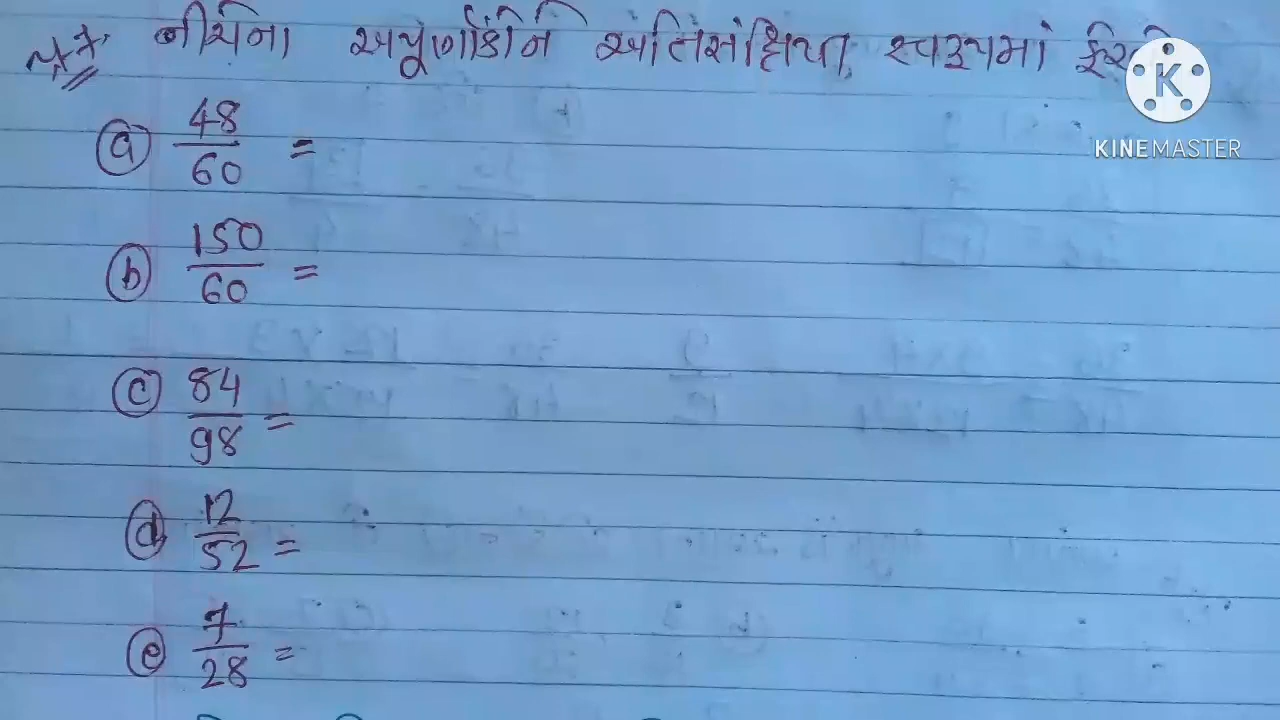 નીચેના અપૂર્ણાંકોને અતિસંક્ષિપ્ત સ્વરૂપમાં
KINEMASTER
ⓐ 48/60 =
ⓑ 150/60 =
ⓒ 84/98 =
ⓓ 12/52 =
ⓔ 7/28 =